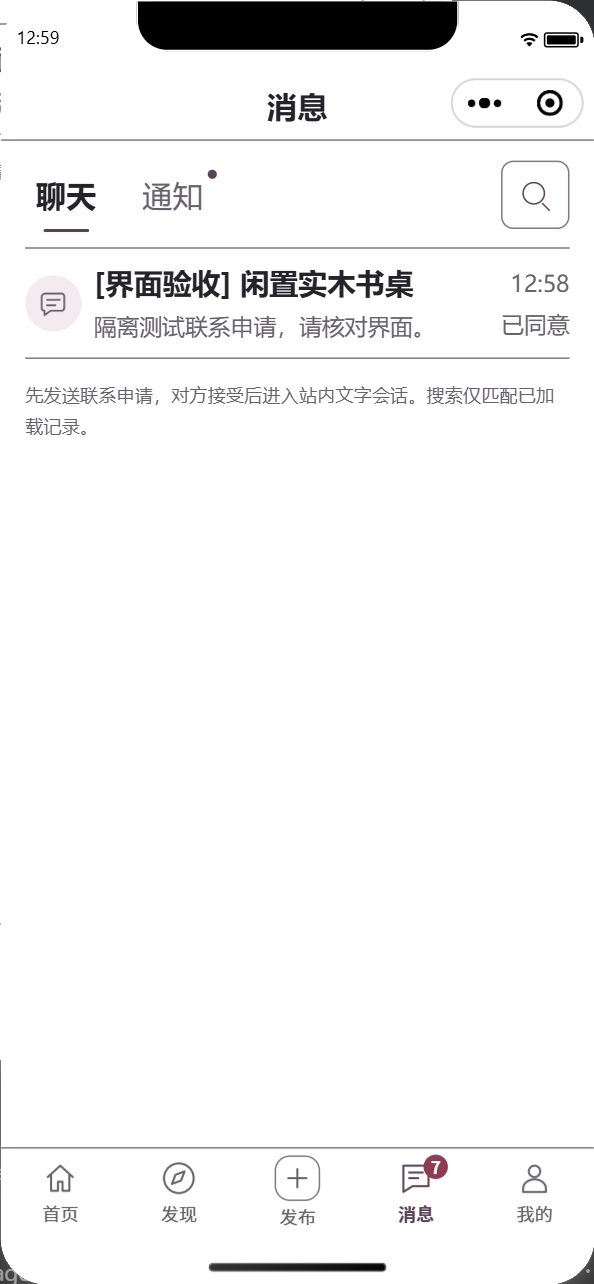 12:59
消息
聊天
通知
[界面验收] 闲置实木书桌
12:58
隔离测试联系申请，请核对界面。
已同意
先发送联系申请，对方接受后进入站内文字会话。搜索仅匹配已加
载记录。
7
首页
发现
发布
消息
我的